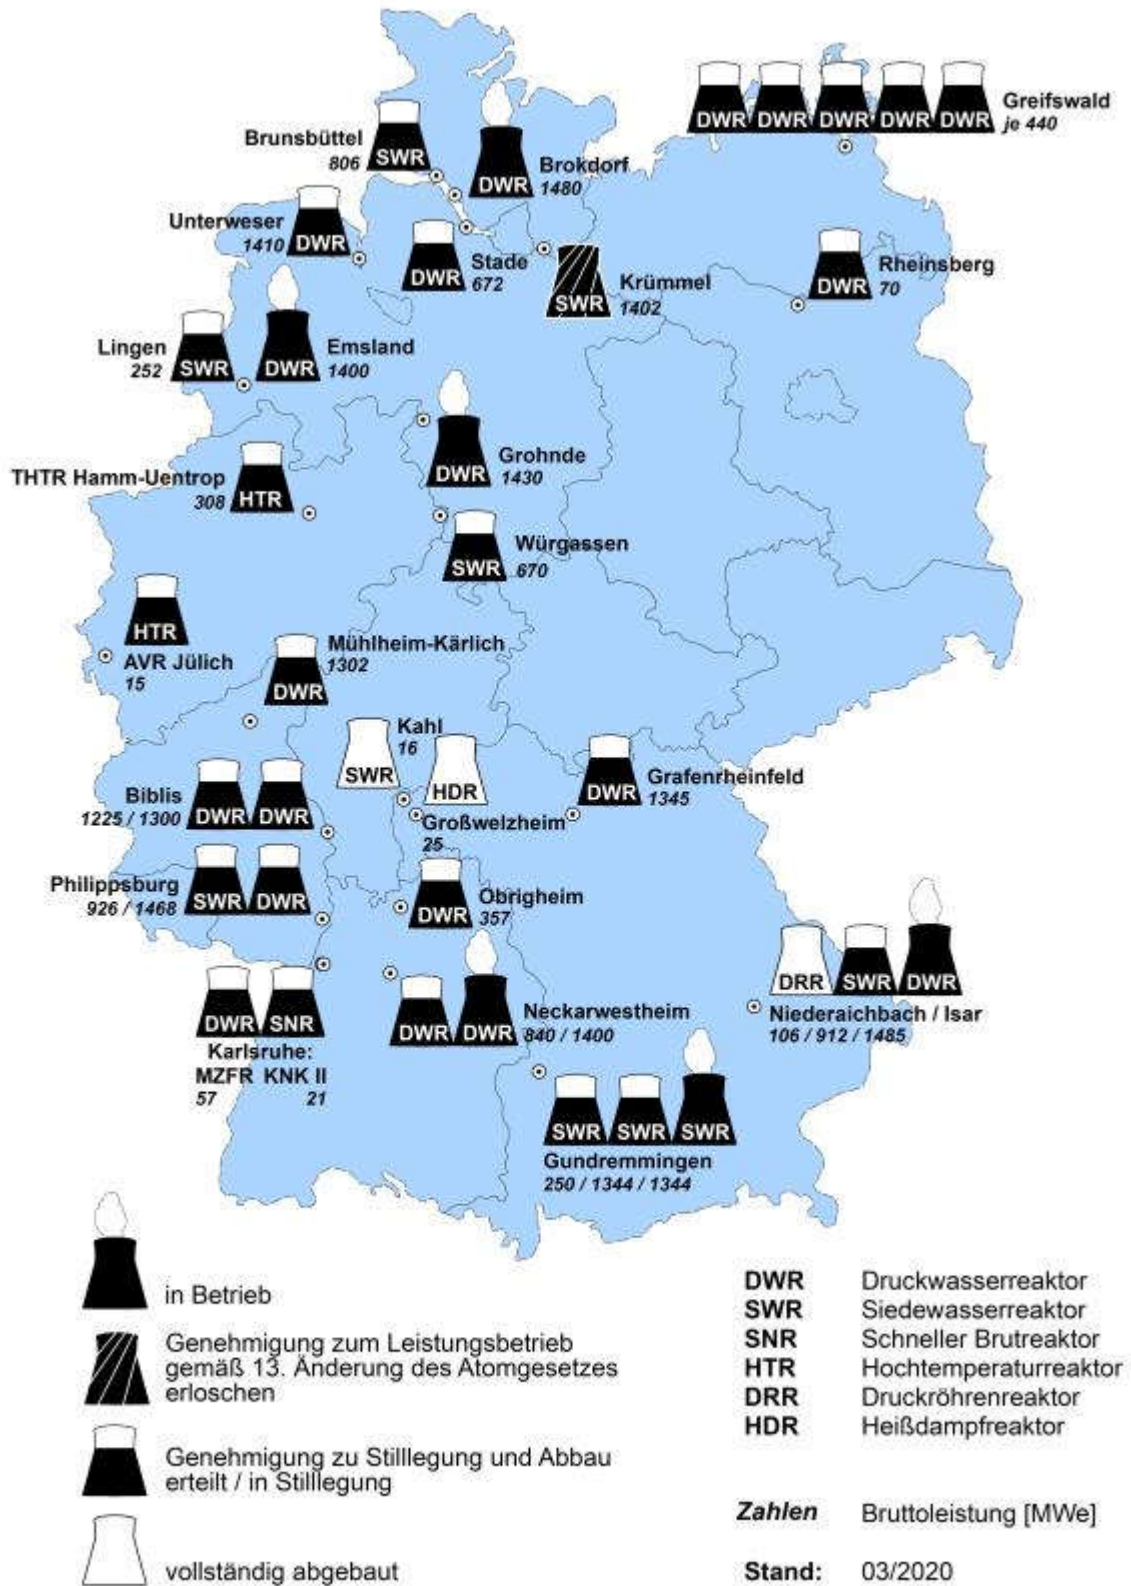 DWR DWR DWR DWR DWR
Greifswald
je 440
Brunsbüttel
806
SWR
DWR
Brokdorf
1480
Unterweser
1410
DWR
DWR
Stade
672
SWR
Krümmel
1402
DWR
Rheinsberg
70
Lingen
252
SWR
DWR
Emsland
1400
DWR
Grohnde
1430
THTR Hamm-Uentrop
308
HTR
SWR
Würgassen
670
HTR
AVR Jülich
15
Mühlheim-Kärlich
1302
DWR
Kahl
16
SWR
HDR
Großwelzheim
25
DWR
Grafenrheinfeld
1345
Biblis
1225 / 1300
DWR DWR
Philippsburg
926 / 1468
SWR DWR
DWR
Obrigheim
357
DRR SWR DWR
Niederaichbach / Isar
106 / 912 / 1485
DWR SNR
Karlsruhe:
MZFR KNK II
57 21
DWR DWR
Neckarwestheim
840 / 1400
SWR SWR SWR
Gundremmingen
250 / 1344 / 1344
in Betrieb
Genehmigung zum Leistungsbetrieb
gemäß 13. Änderung des Atomgesetzes
erloschen
Genehmigung zu Stilllegung und Abbau
erteilt / in Stilllegung
vollständig abgebaut
DWR Druckwasserreaktor
SWR Siedewasserreaktor
SNR Schneller Brutreaktor
HTR Hochtemperaturreaktor
DRR Druckröhrenreaktor
HDR Heißdampfreaktor
Zahlen Bruttoleistung [MWe]
Stand: 03/2020